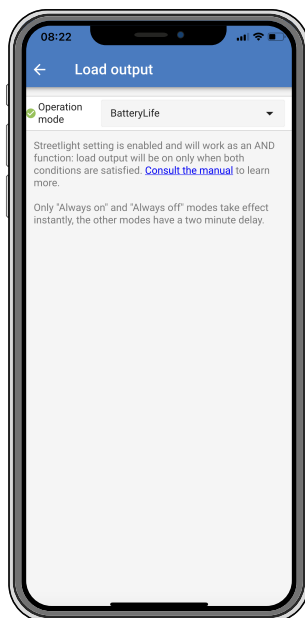 08:22
Load output
Operation
mode
BatteryLife
Streetlight setting is enabled and will work as an AND
function: load output will be on only when both
conditions are satisfied. Consult the manual to learn
more.
Only "Always on" and "Always off" modes take effect
instantly, the other modes have a two minute delay.